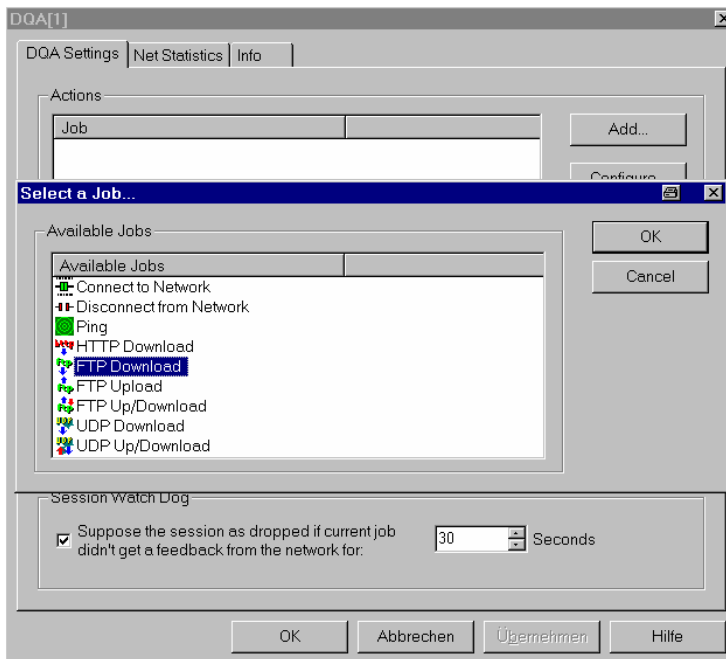 DQA[1]
DQA Settings Net Statistics Info
Actions
Job
Add...
Configure...
Select a Job...
Available Jobs
OK
Available Jobs
Cancel
Connect to Network
Disconnect from Network
Ping
HTTP Download
FTP Download
FTP Upload
FTP Up/Download
UDP Download
UDP Up/Download
Session Watch Dog
Suppose the session as dropped if current job
didn't get a feedback from the network for:
30 Seconds
OK Abbrechen Übernehmen Hilfe